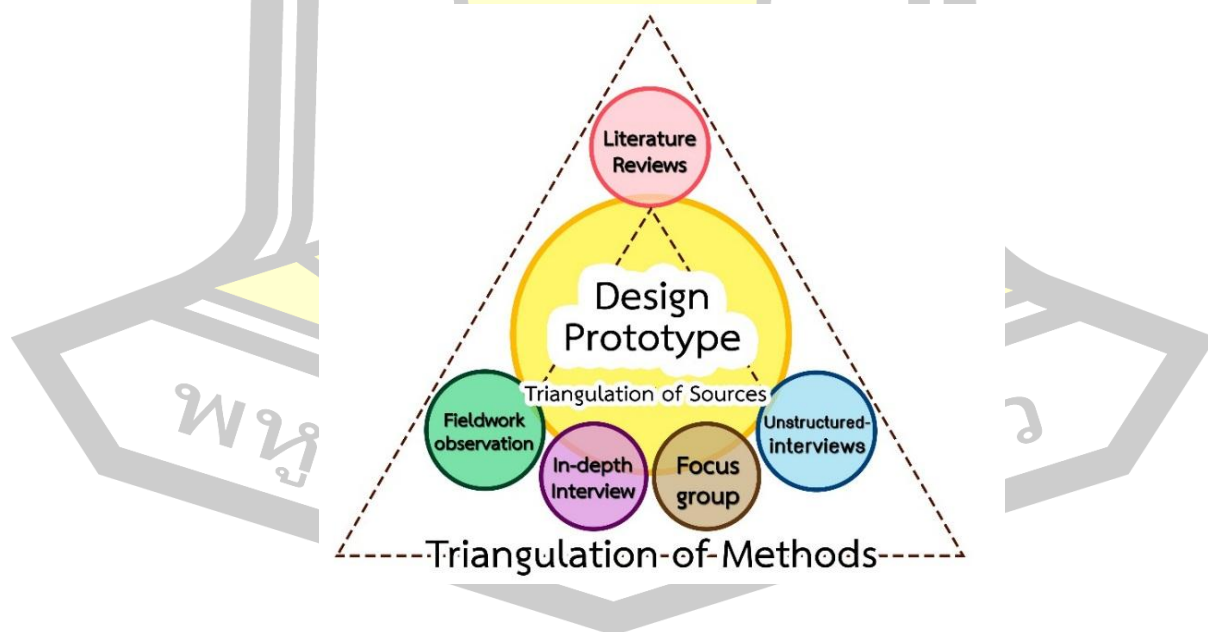 Literature
Reviews
Design
Prototype
Triangulation of Sources
Fieldwork
observation
In-depth
Interview
Focus
group
Unstructured-
interviews
Triangulation of Methods